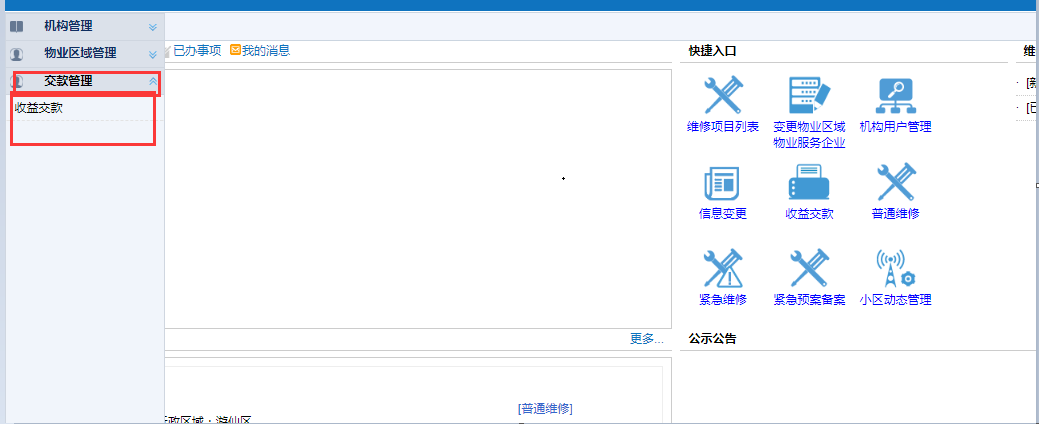 机构管理
物业区域管理
交款管理
收益交款
已办事项 我的消息
更多...
行政区域：游仙区
[普通维修]
快捷入口
维修项目列表
变更物业区域
物业服务企业
机构用户管理
信息变更
收益交款
普通维修
紧急维修
紧急预案备案
小区动态管理
公示公告
维